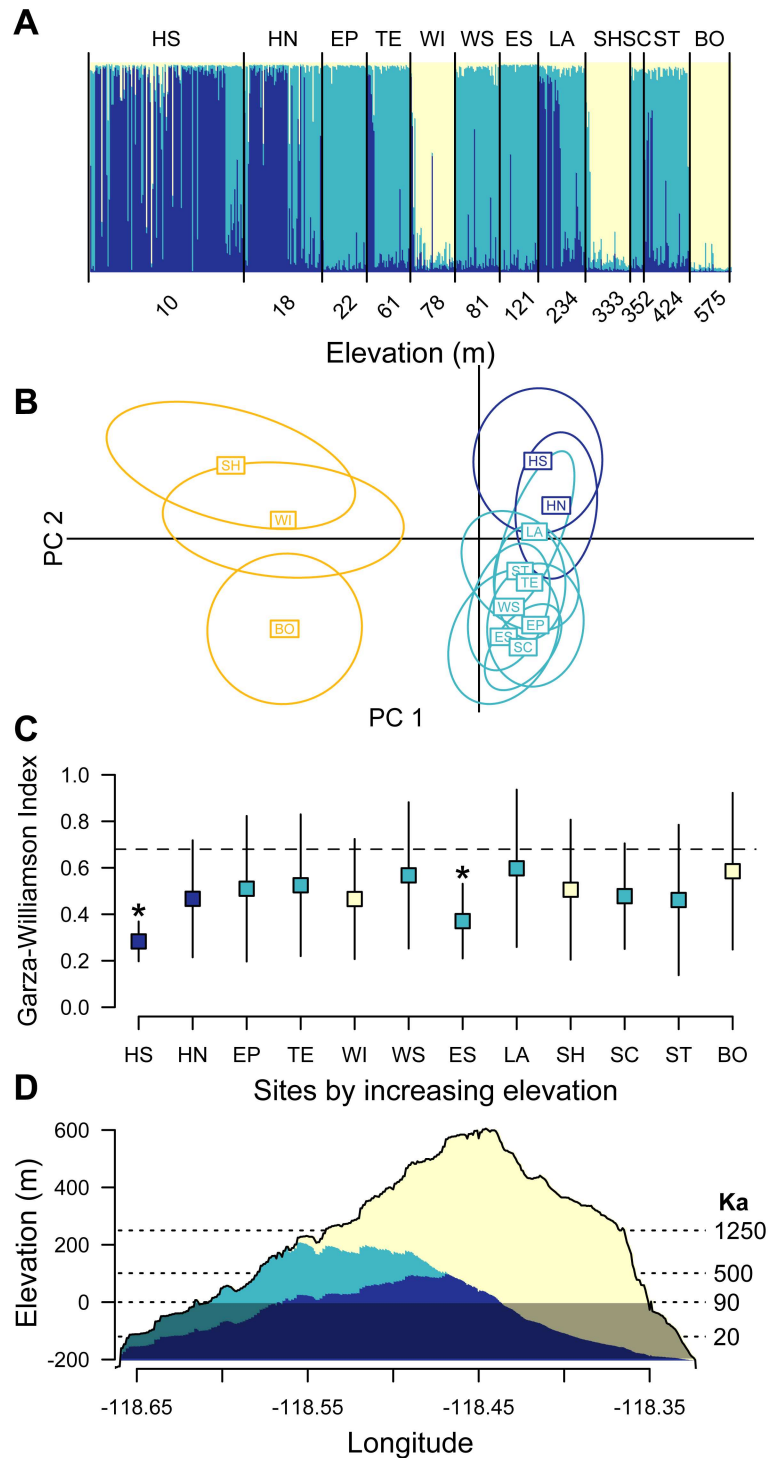 A
HS HN EP TE WI WS ES LA SH SC ST BO
10 18 22 61 78 81 121 234 333 352 424 575
Elevation (m)
B
PC 2
SH
HS
HN
WI
LA
ST
TE
WS
EP
BO
ES
SC
PC 1
C
Garza-Williamson Index
1.0
0.8
0.6
0.4
0.2
0.0
*
*
HS HN EP TE WI WS ES LA SH SC ST BO
Sites by increasing elevation
D
Elevation (m)
600
400
200
0
-200
Ka
1250
500
90
20
-118.65 -118.55 -118.45 -118.35
Longitude